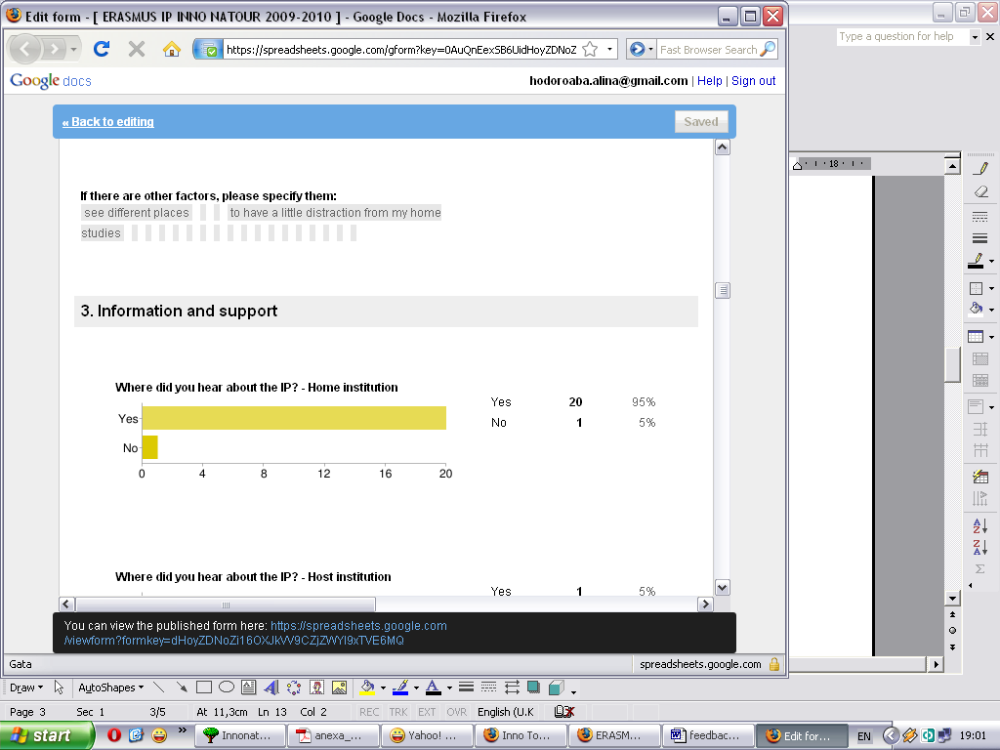 Edit form - [ ERASMUS IP INNO NATOUR 2009-2010 ] - Google Docs - Mozilla Firefox
Type a question for help
https://spreadsheets.google.com/gform?key=0AuQnEexSB6UidHoyZDNoZ
Fast Browser Search
Google docs
hodoroaba.alina@gmail.com | Help | Sign out
« Back to editing
Saved
18
If there are other factors, please specify them:
see different places to have a little distraction from my home
studies
3. Information and support
Where did you hear about the IP? - Home institution
Yes 20 95%
No 1 5%
Yes
No
0 4 8 12 16 20
Where did you hear about the IP? - Host institution
Yes 1 5%
You can view the published form here: https://spreadsheets.google.com
/viewform?formkey=dHoyZDNoZi16OXJkVV9CZjZWYl9xTVE6MQ
Gata
spreadsheets.google.com
Draw AutoShapes
Page 3 Sec 1 3/5 At 11,3cm Ln 13 Col 2 REC TRK EXT OVR English (U.K
start Innonat... anexa_... Yahoo! ... Inno To... ERASM... feedbac... Edit for... EN 19:01